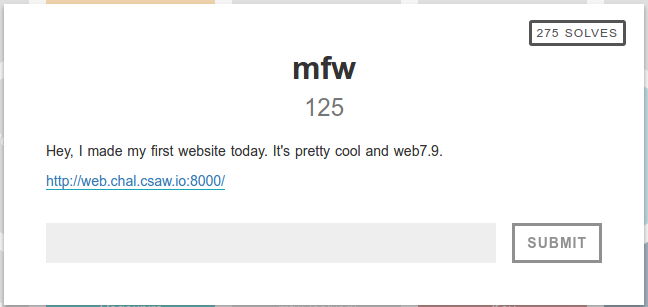 275 SOLVES
mfw
125
Hey, I made my first website today. It's pretty cool and web7.9.
http://web.chal.csaw.io:8000/
SUBMIT